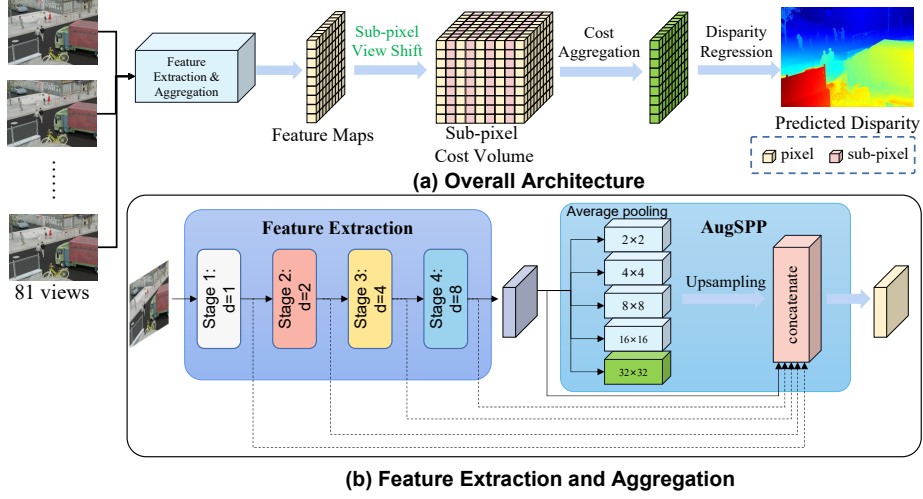 Feature
Extraction &
Aggregation
Sub-pixel
View Shift
Cost
Aggregation
Disparity
Regression
Feature Maps
Sub-pixel
Cost Volume
Predicted Disparity
pixel
sub-pixel
(a) Overall Architecture
81 views
Feature Extraction
Stage 1:
d=1
Stage 2:
d=2
Stage 3:
d=4
Stage 4:
d=8
Average pooling
2×2
4×4
8×8
16×16
32×32
AugSPP
Upsampling
concatenate
(b) Feature Extraction and Aggregation